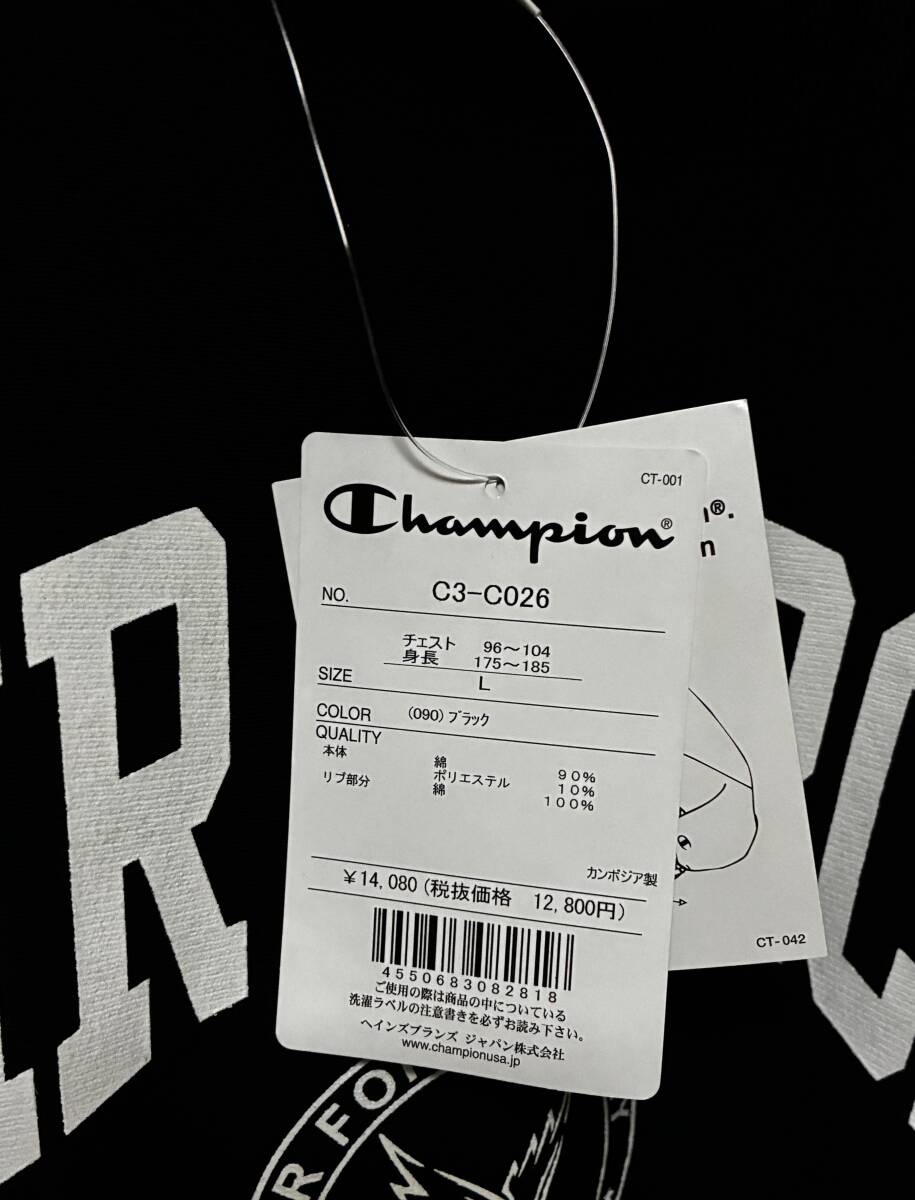 CT-001
Champion®
NO. C3-C026
チェスト 96～104
身長 175～185
SIZE L
COLOR (090)ブラック
QUALITY
本体 綿 90%
ポリエステル 10%
リブ部分 綿 100%
カンボジア製
¥14,080(税抜価格 12,800円)
4550683082818
ご使用の際は商品の中についている
洗濯ラベルの注意書きを必ずお読み下さい。
ヘインズブランズ ジャパン株式会社
www.championusa.jp
®.
n
CT-042
R
R FO
Y